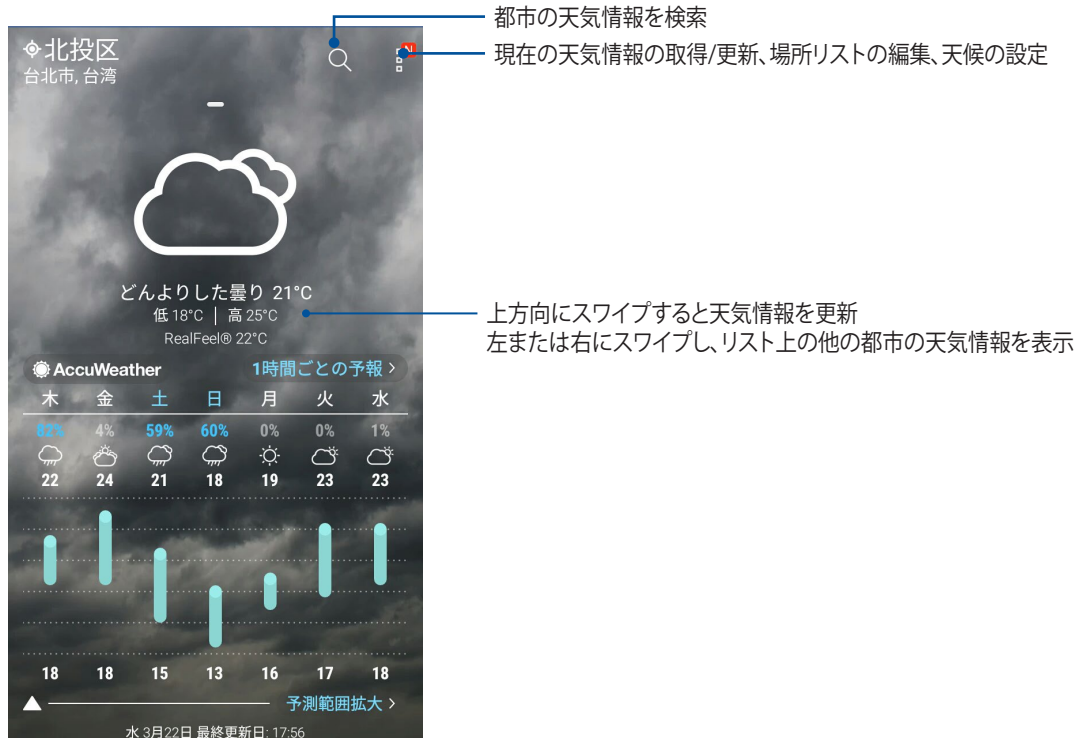 都市の天気情報を検索
現在の天気情報の取得/更新、場所リストの編集、天候の設定
北投区
台北市, 台湾
N
どんよりした曇り 21°C
低 18°C | 高 25°C
RealFeel® 22°C
上方向にスワイプすると天気情報を更新
左または右にスワイプし、リスト上の他の都市の天気情報を表示
AccuWeather 1時間ごとの予報 >
木 金 土 日 月 火 水
82% 4% 59% 60% 0% 0% 1%
22 24 21 18 19 23 23
18 18 15 13 16 17 18
予測範囲拡大 >
水 3月22日 最終更新日: 17:56